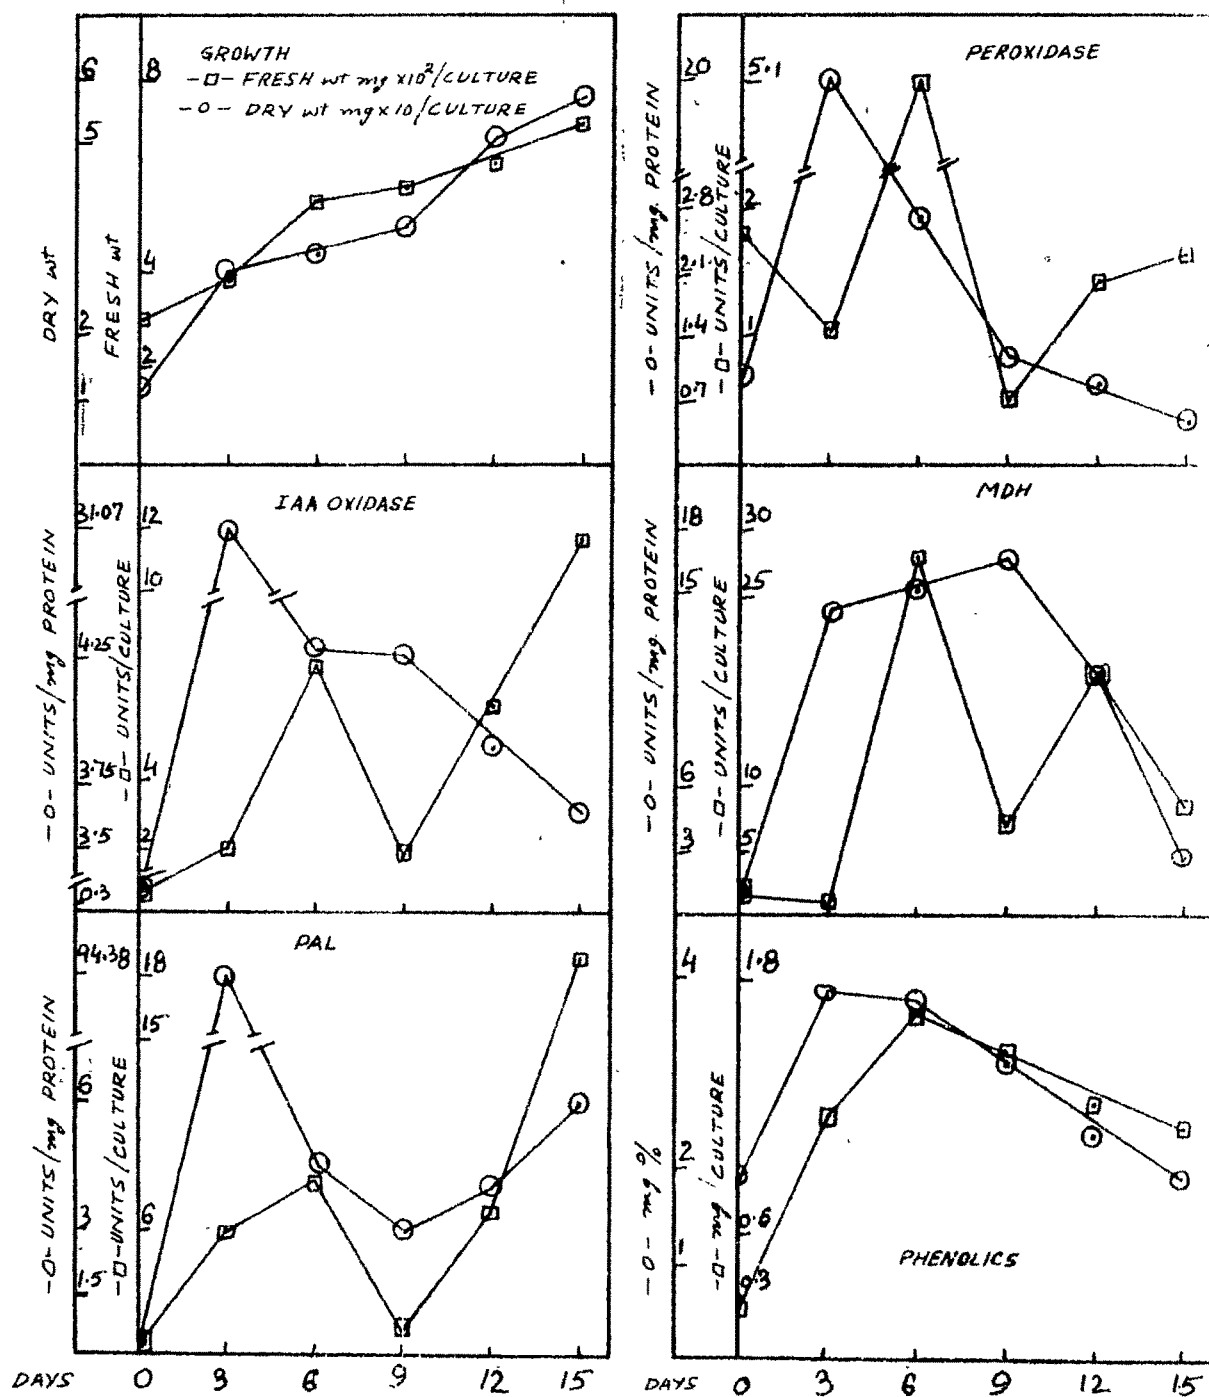 GROWTH
-□- FRESH wt mg x10²/CULTURE
-O- DRY wt mg x 10/CULTURE
DRY wt
FRESH wt
6
5
2
1
8
4
2
PEROXIDASE
-O- UNITS/mg. PROTEIN
-□- UNITS/CULTURE
20
2.8
2.1
1.4
0.7
5.1
2
1
IAA OXIDASE
-O- UNITS/mg PROTEIN
-□- UNITS/CULTURE
31.07
4.25
3.75
3.5
0.3
12
10
4
2
MDH
-O- UNITS/mg. PROTEIN
-□- UNITS/CULTURE
18
15
6
3
30
25
10
5
PAL
-O- UNITS/mg PROTEIN
-□- UNITS/CULTURE
94.38
6
3
1.5
18
15
6
PHENOLICS
-O- mg %
-□- mg/CULTURE
4
2
1
1.8
0.6
0.3
DAYS 0 3 6 9 12 15
DAYS 0 3 6 9 12 15